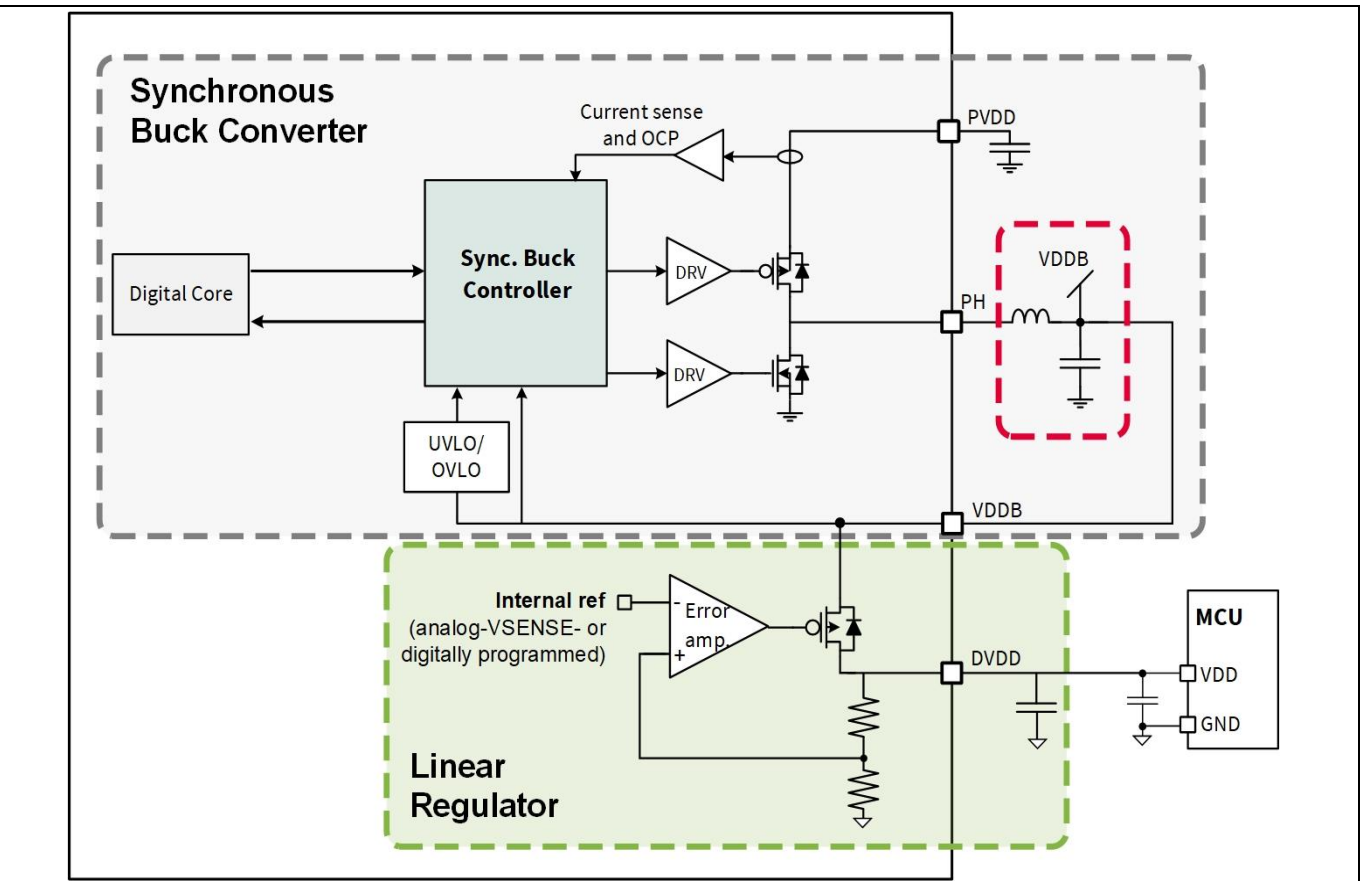 Synchronous
Buck Converter
Current sense
and OCP
PVDD
Sync. Buck
Controller
Digital Core
DRV
VDDB
PH
DRV
UVLO/
OVLO
VDDB
Internal ref
(analog-VSENSE- or
digitally programmed)
-
Error
amp.
+
MCU
DVDD
VDD
GND
Linear
Regulator